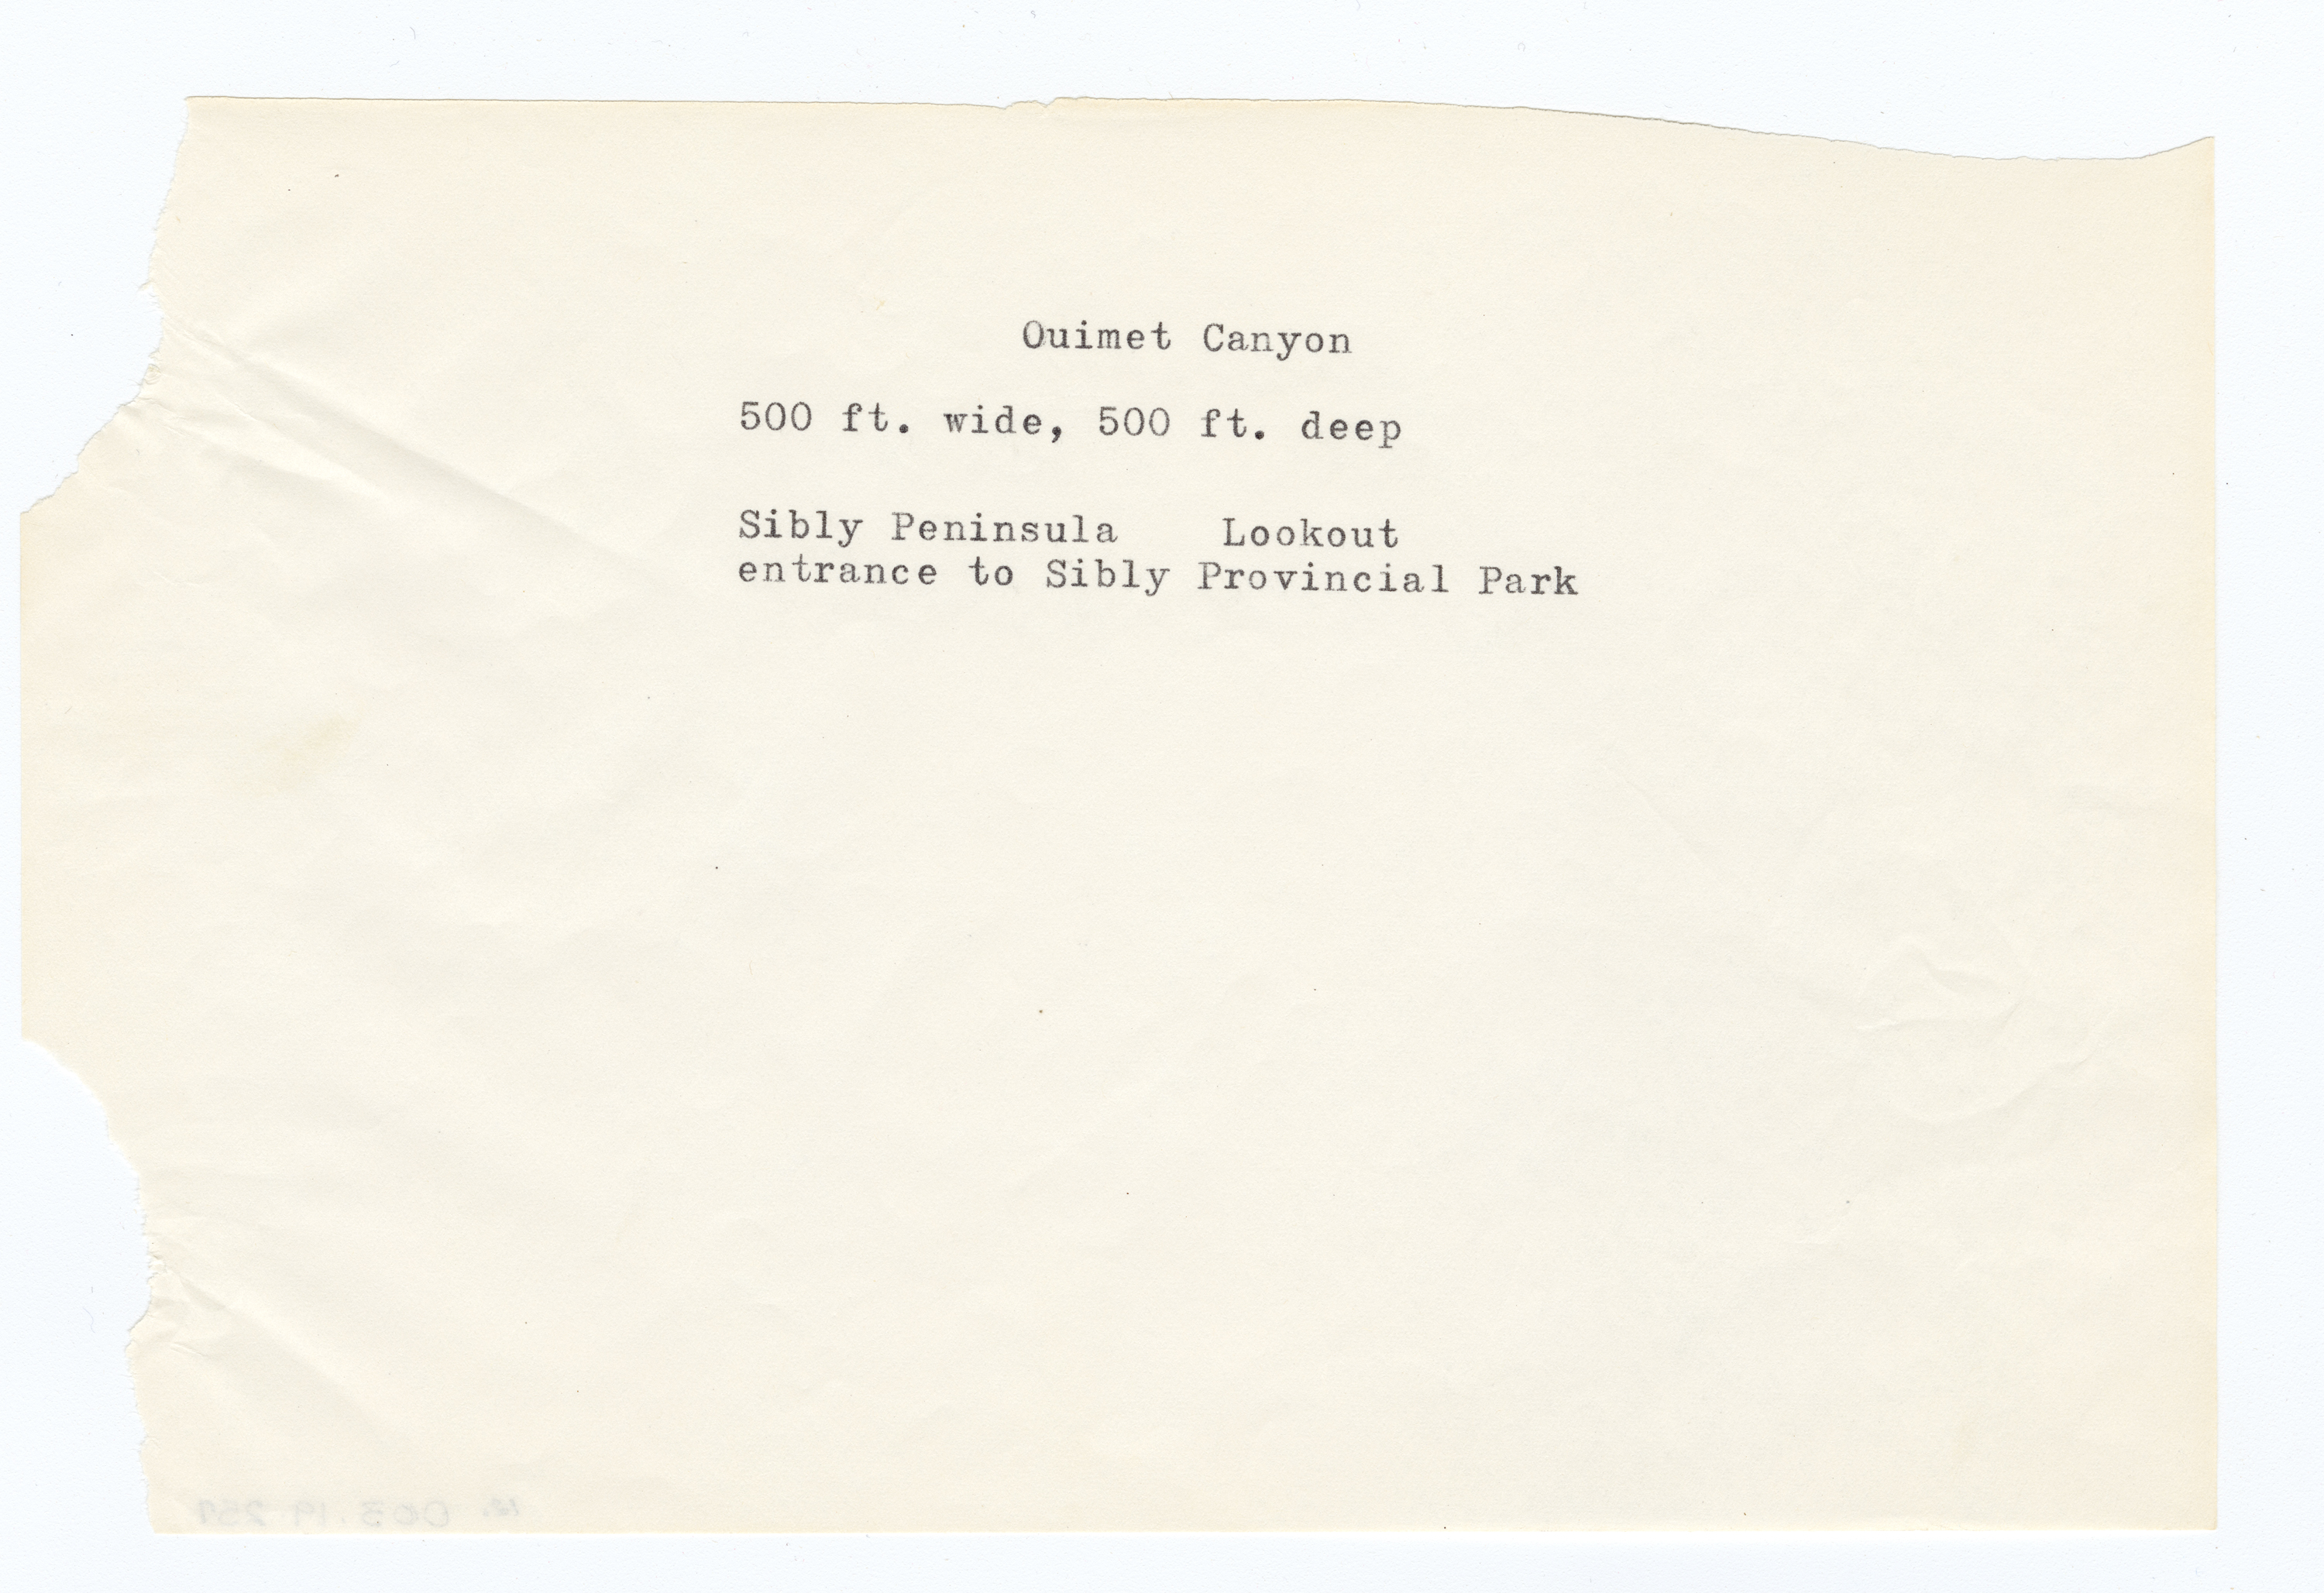 Ouimet Canyon
500 ft. wide, 500 ft. deep
Sibly Peninsula    Lookout
entrance to Sibly Provincial Park